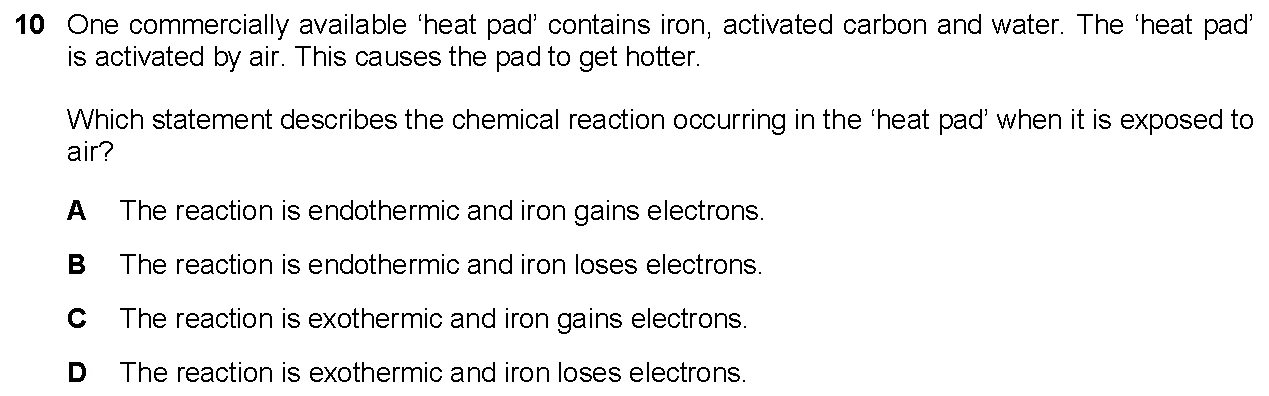 10 One commercially available ‘heat pad’ contains iron, activated carbon and water. The ‘heat pad’
is activated by air. This causes the pad to get hotter.
Which statement describes the chemical reaction occurring in the ‘heat pad’ when it is exposed to
air?
A The reaction is endothermic and iron gains electrons.
B The reaction is endothermic and iron loses electrons.
C The reaction is exothermic and iron gains electrons.
D The reaction is exothermic and iron loses electrons.